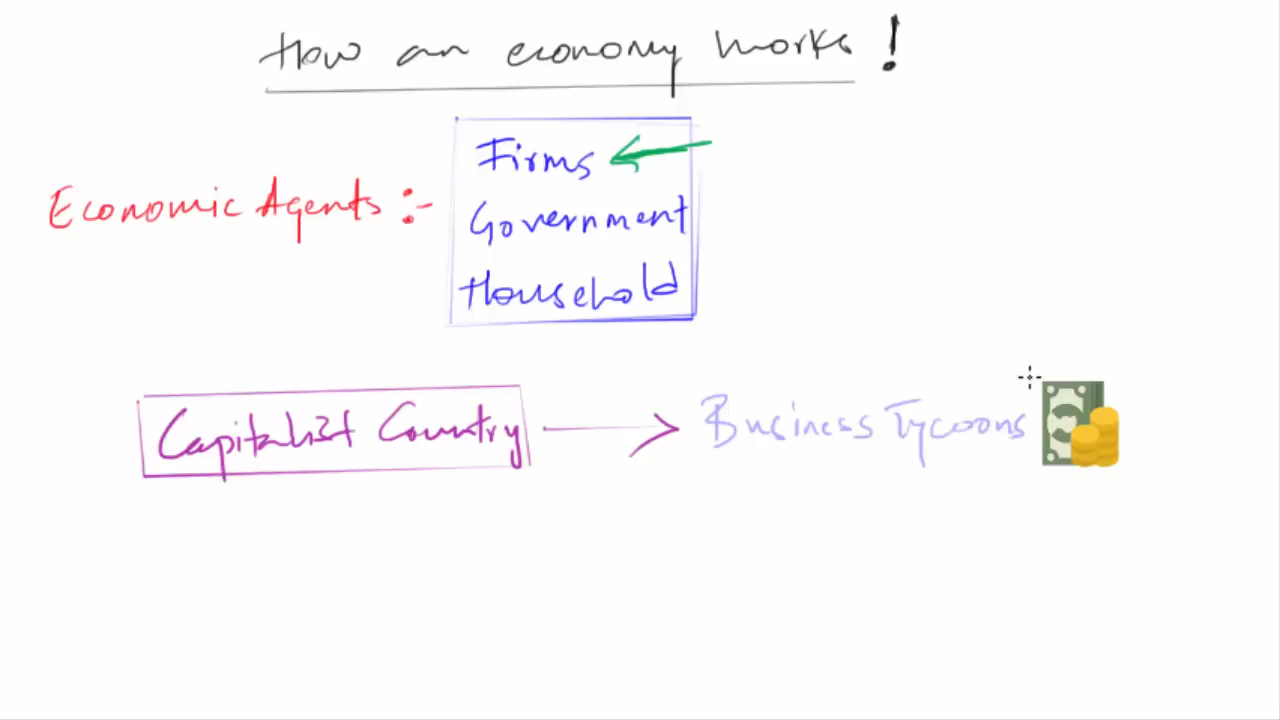 How an economy works!
Economic Agents :-
Firms
Government
Household
Capitalist Country
Business Tycoons